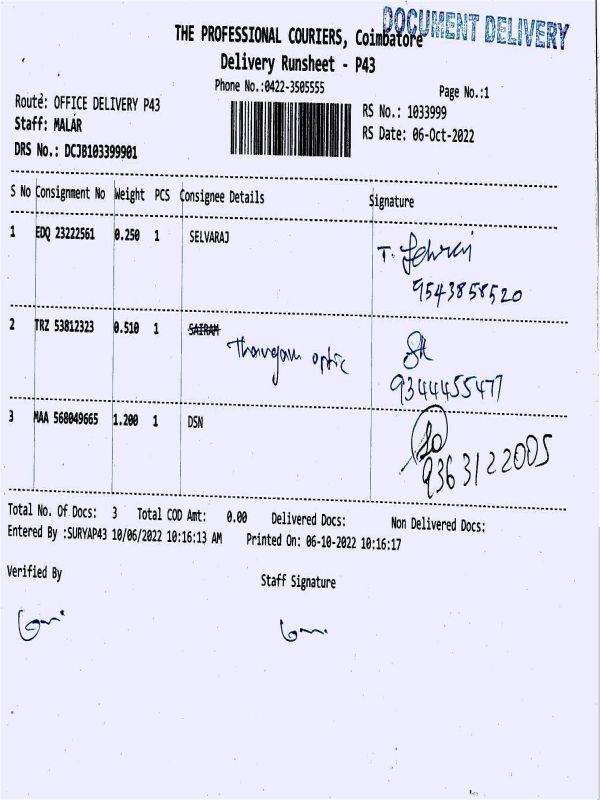 DOCUMENT DELIVERY
THE PROFESSIONAL COURIERS, Coimbatore
Delivery Runsheet - P43
Phone No.:0422-3505555
Page No.:1
Route: OFFICE DELIVERY P43
RS No.: 1033999
Staff: MALAR
RS Date: 06-Oct-2022
DRS No.: DCJB103399901
S No Consignment No Weight PCS Consignee Details Signature
1 EDQ 23222561 0.250 1 SELVARAJ T.
9543858520
2 TRZ 53812323 0.510 1 SAIRAM optic
9344455477
3 MAA 568049665 1.200 1 DSN
9363122005
Total No. Of Docs: 3 Total COD Amt: 0.00 Delivered Docs: Non Delivered Docs:
Entered By :SURYAP43 10/06/2022 10:16:13 AM Printed On: 06-10-2022 10:16:17
Verified By Staff Signature